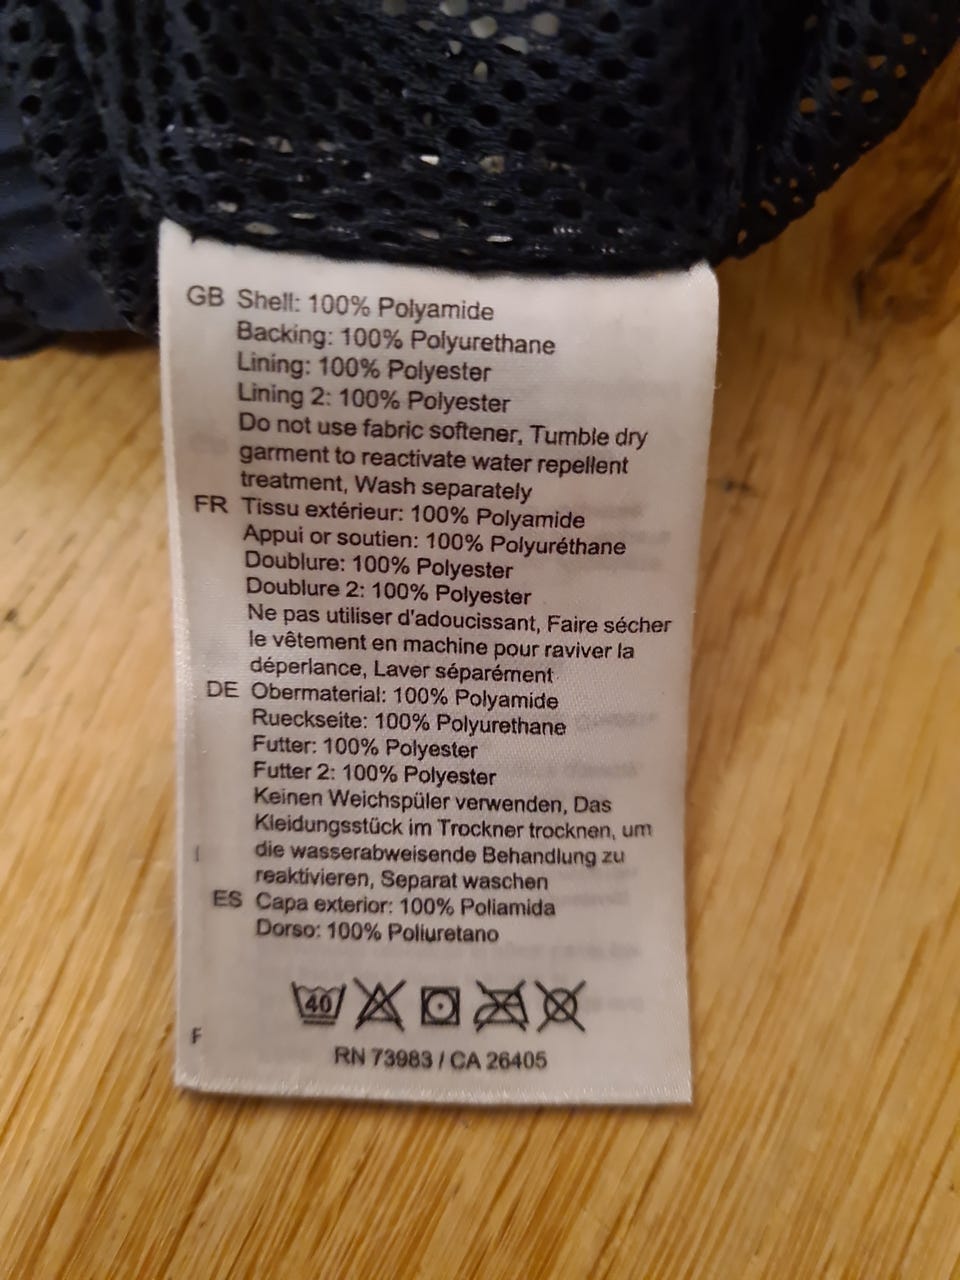 GB Shell: 100% Polyamide
Backing: 100% Polyurethane
Lining: 100% Polyester
Lining 2: 100% Polyester
Do not use fabric softener, Tumble dry
garment to reactivate water repellent
treatment, Wash separately
FR Tissu extérieur: 100% Polyamide
Appui or soutien: 100% Polyuréthane
Doublure: 100% Polyester
Doublure 2: 100% Polyester
Ne pas utiliser d'adoucissant, Faire sécher
le vêtement en machine pour raviver la
déperlance, Laver séparément
DE Obermaterial: 100% Polyamide
Rueckseite: 100% Polyurethane
Futter: 100% Polyester
Futter 2: 100% Polyester
Keinen Weichspüler verwenden, Das
Kleidungsstück im Trockner trocknen, um
die wasserabweisende Behandlung zu
reaktivieren, Separat waschen
ES Capa exterior: 100% Poliamida
Dorso: 100% Poliuretano
40
F
RN 73983 / CA 26405